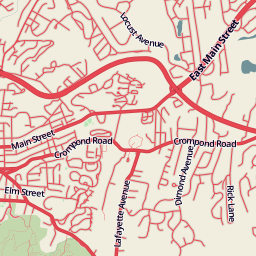 Locust Avenue
East Main Street
Main Street
Crompond Road
Crompond Road
Elm Street
Lafayette Avenue
Dimond Avenue
Rick Lane